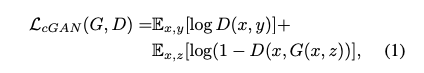 ℒ_{cGAN}(G, D) =𝔼_{x,y}[log D(x, y)]+
𝔼_{x,z}[log(1 − D(x, G(x, z))], (1)